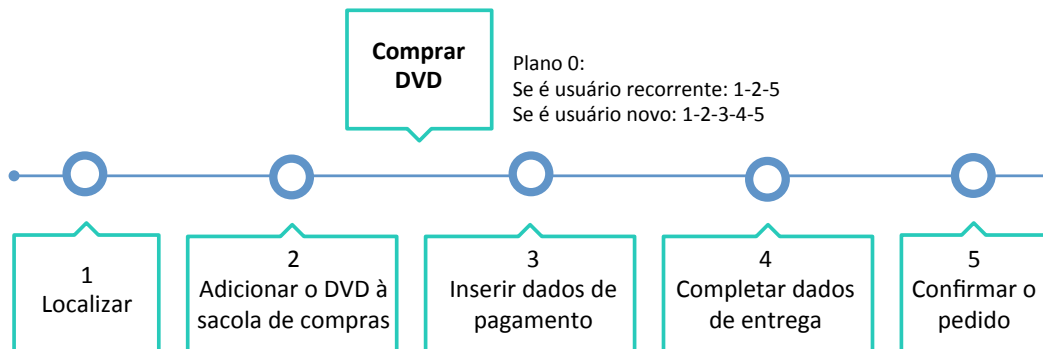 Comprar
DVD
Plano 0:
Se é usuário recorrente: 1-2-5
Se é usuário novo: 1-2-3-4-5
1
Localizar
2
Adicionar o DVD à
sacola de compras
3
Inserir dados de
pagamento
4
Completar dados
de entrega
5
Confirmar o
pedido